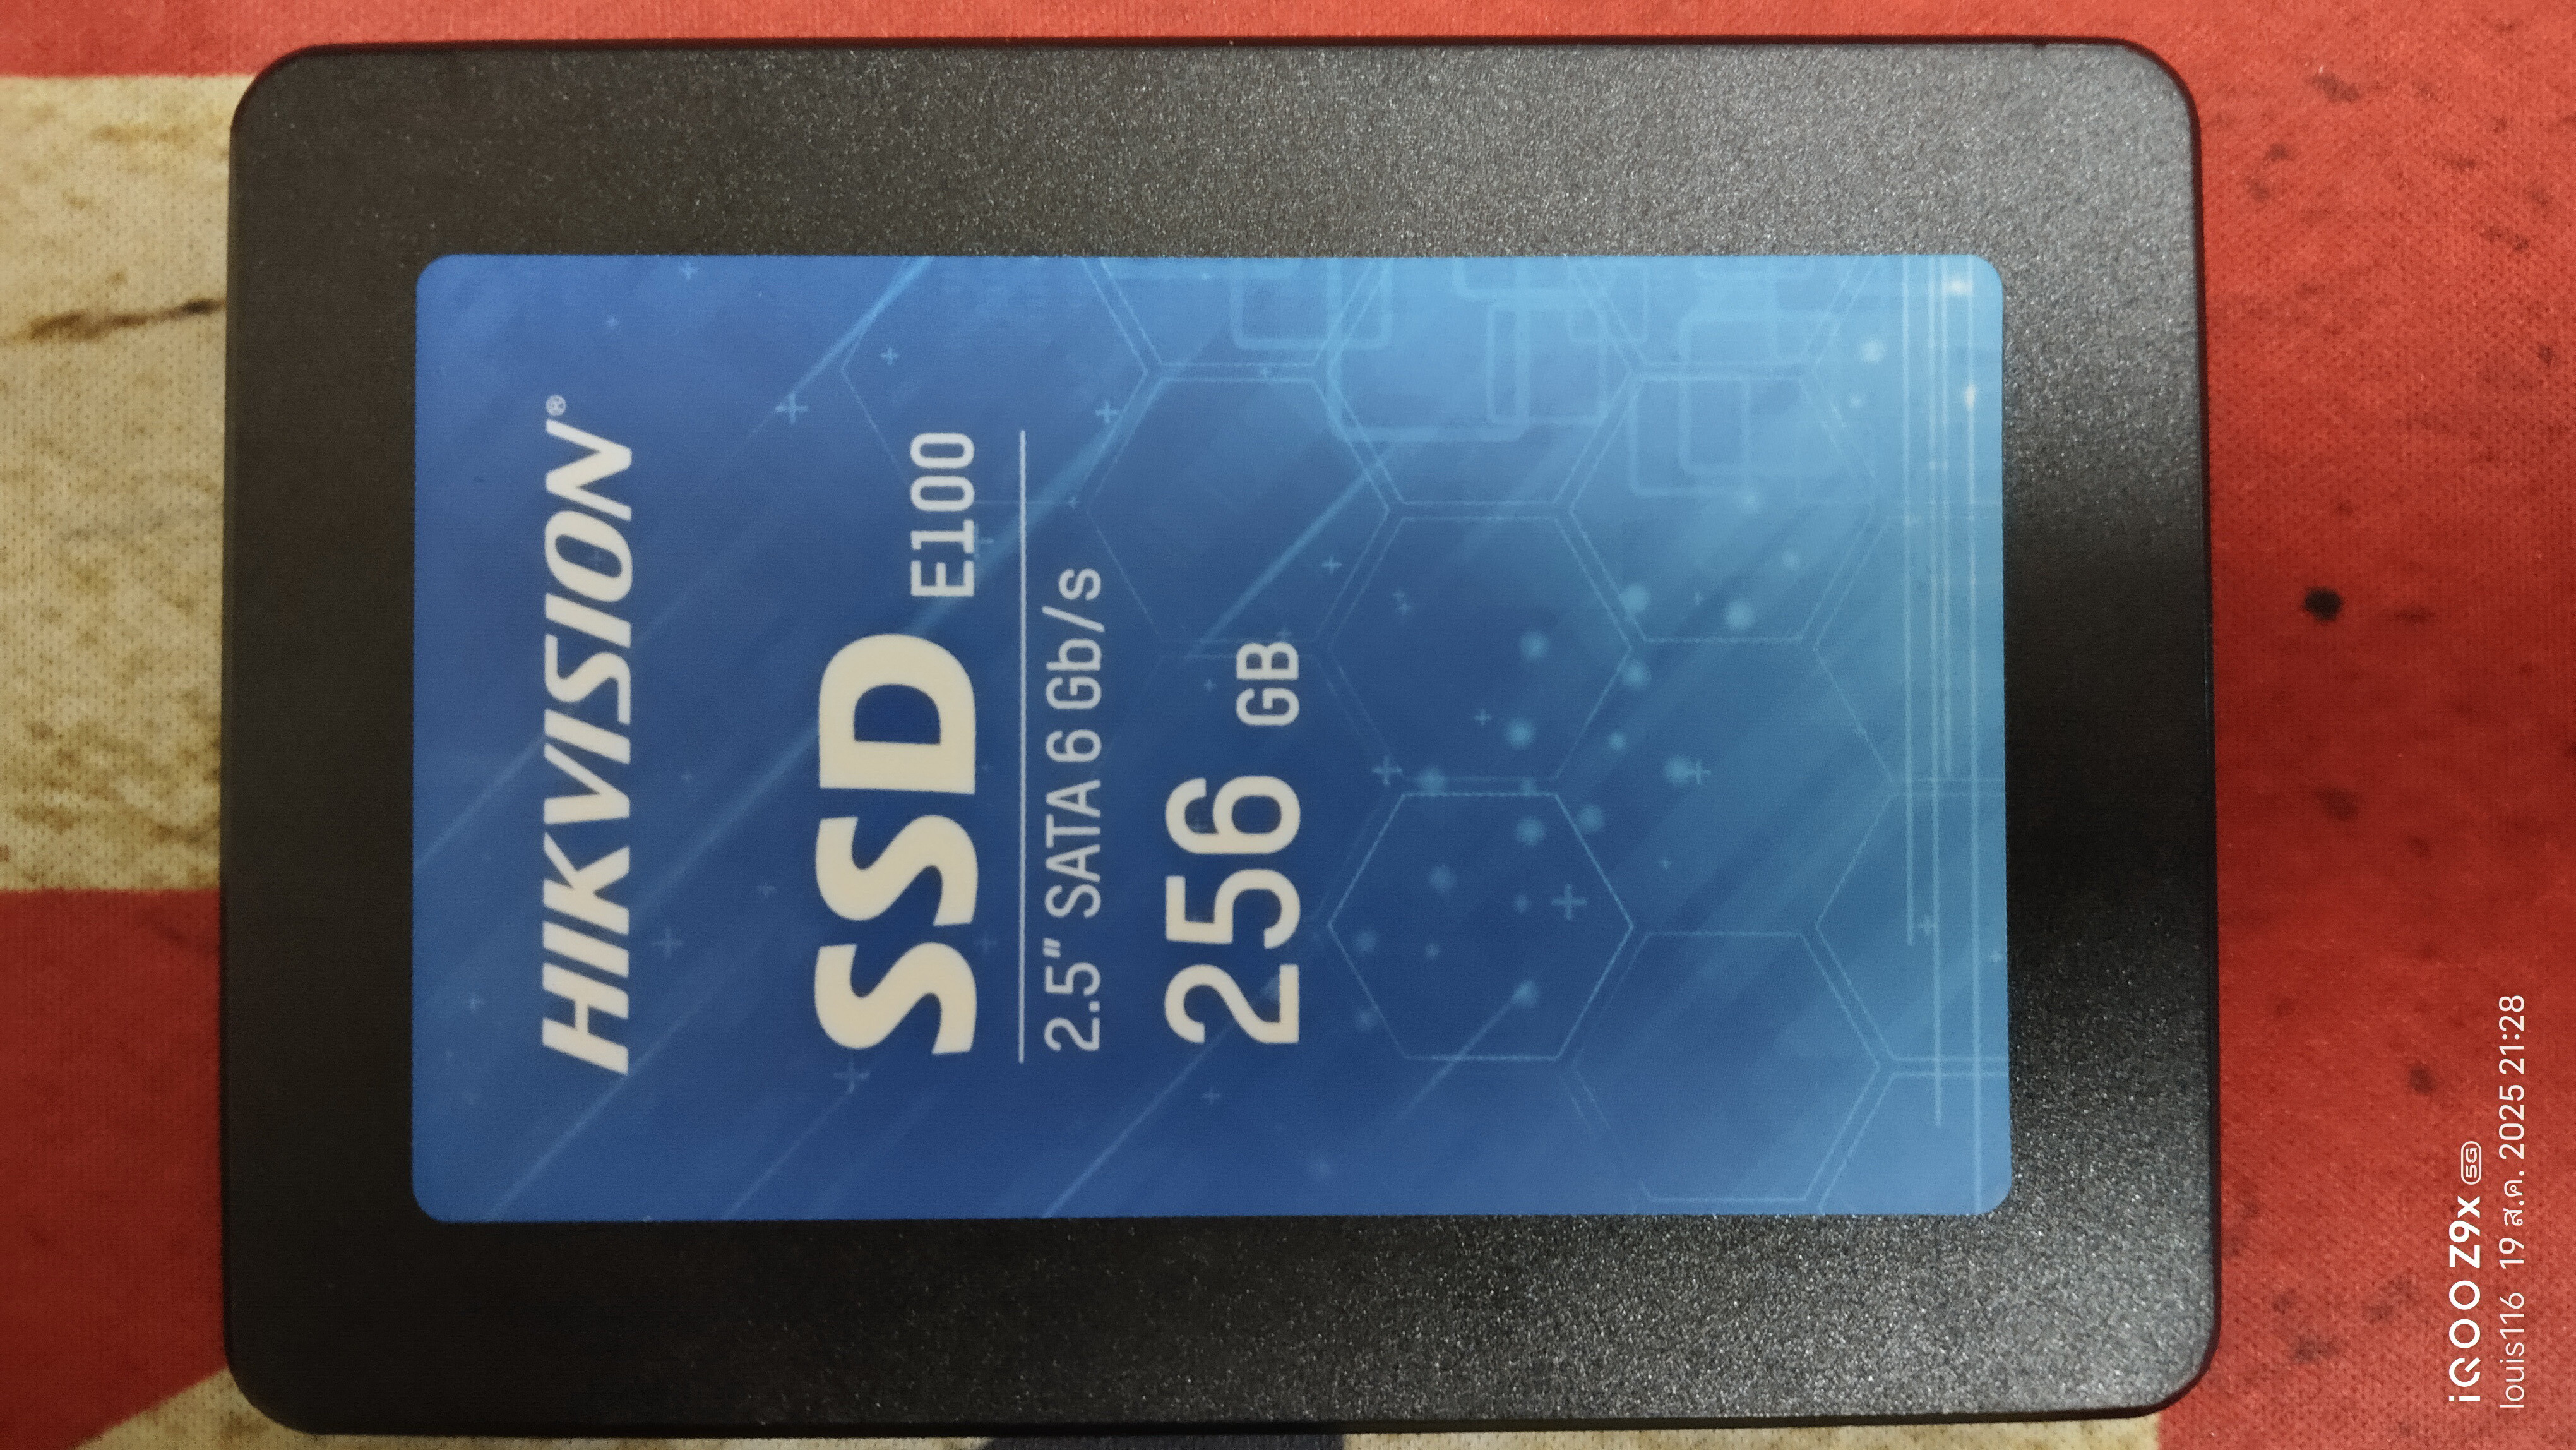 HIKVISION®
SSD E100
2.5" SATA 6 Gb/s
256 GB
iQOO Z9x 5G
louis116 19 ส.ค. 2025 21:28